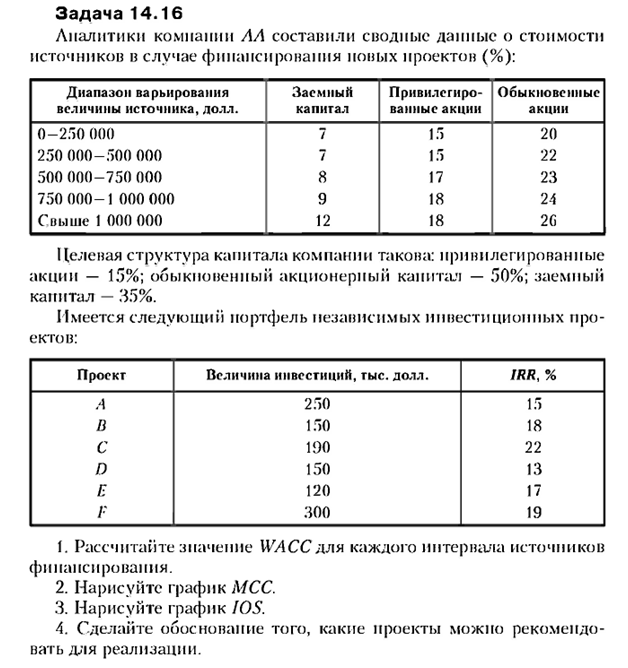 Задача 14.16
Аналитики компании АА составили сводные данные о стоимости
источников в случае финансирования новых проектов (%):
Диапазон варьирования величины источника, долл. Заемный капитал Привилегиро-ванные акции Обыкновенные акции
0–250 000 7 15 20
250 000–500 000 7 15 22
500 000–750 000 8 17 23
750 000–1 000 000 9 18 24
Свыше 1 000 000 12 18 26
Целевая структура капитала компании такова: привилегированные
акции — 15%; обыкновенный акционерный капитал — 50%; заемный
капитал — 35%.
Имеется следующий портфель независимых инвестиционных про-
ектов:
Проект Величина инвестиций, тыс. долл. IRR, %
A 250 15
B 150 18
C 190 22
D 150 13
E 120 17
F 300 19
1. Рассчитайте значение WACC для каждого интервала источников
финансирования.
2. Нарисуйте график MCC.
3. Нарисуйте график IOS.
4. Сделайте обоснование того, какие проекты можно рекомендо-
вать для реализации.